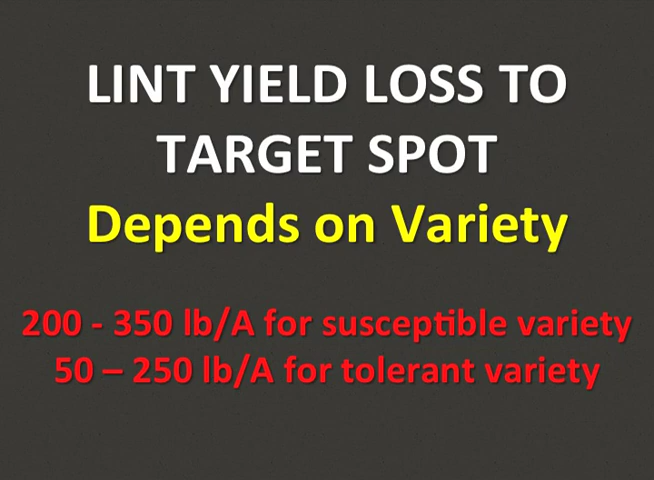 LINT YIELD LOSS TO
TARGET SPOT
Depends on Variety
200 - 350 lb/A for susceptible variety
50 – 250 lb/A for tolerant variety